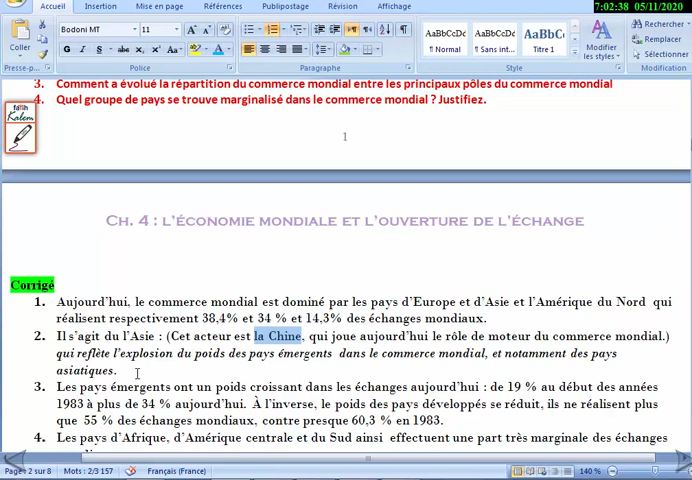 7:02:38 05/11/2020
Accueil Insertion Mise en page Références Publipostage Révision Affichage
Coller
Bodoni MT 11
G I S
AaBbCcDc AaBbCcDd AaBbC
¶ Normal ¶ Sans int... Titre 1
Modifier les styles
Rechercher
Remplacer
Sélectionner
Presse-p... Police Paragraphe Style Modification
3. Comment a évolué la répartition du commerce mondial entre les principaux pôles du commerce mondial
4. Quel groupe de pays se trouve marginalisé dans le commerce mondial ? Justifiez.
Kalem
1
Ch. 4 : l'économie mondiale et l'ouverture de l'échange
Corrigé
1. Aujourd'hui, le commerce mondial est dominé par les pays d'Europe et d'Asie et l'Amérique du Nord qui
réalisent respectivement 38,4% et 34 % et 14,3% des échanges mondiaux.
2. Il s'agit du l'Asie : (Cet acteur est la Chine, qui joue aujourd'hui le rôle de moteur du commerce mondial.)
qui reflète l'explosion du poids des pays émergents dans le commerce mondial, et notamment des pays
asiatiques.
3. Les pays émergents ont un poids croissant dans les échanges aujourd'hui : de 19 % au début des années
1983 à plus de 34 % aujourd'hui. À l'inverse, le poids des pays développés se réduit, ils ne réalisent plus
que 55 % des échanges mondiaux, contre presque 60,3 % en 1983.
4. Les pays d'Afrique, d'Amérique centrale et du Sud ainsi effectuent une part très marginale des échanges
Page : 2 sur 8 Mots : 2/3 157 Français (France) 140 %